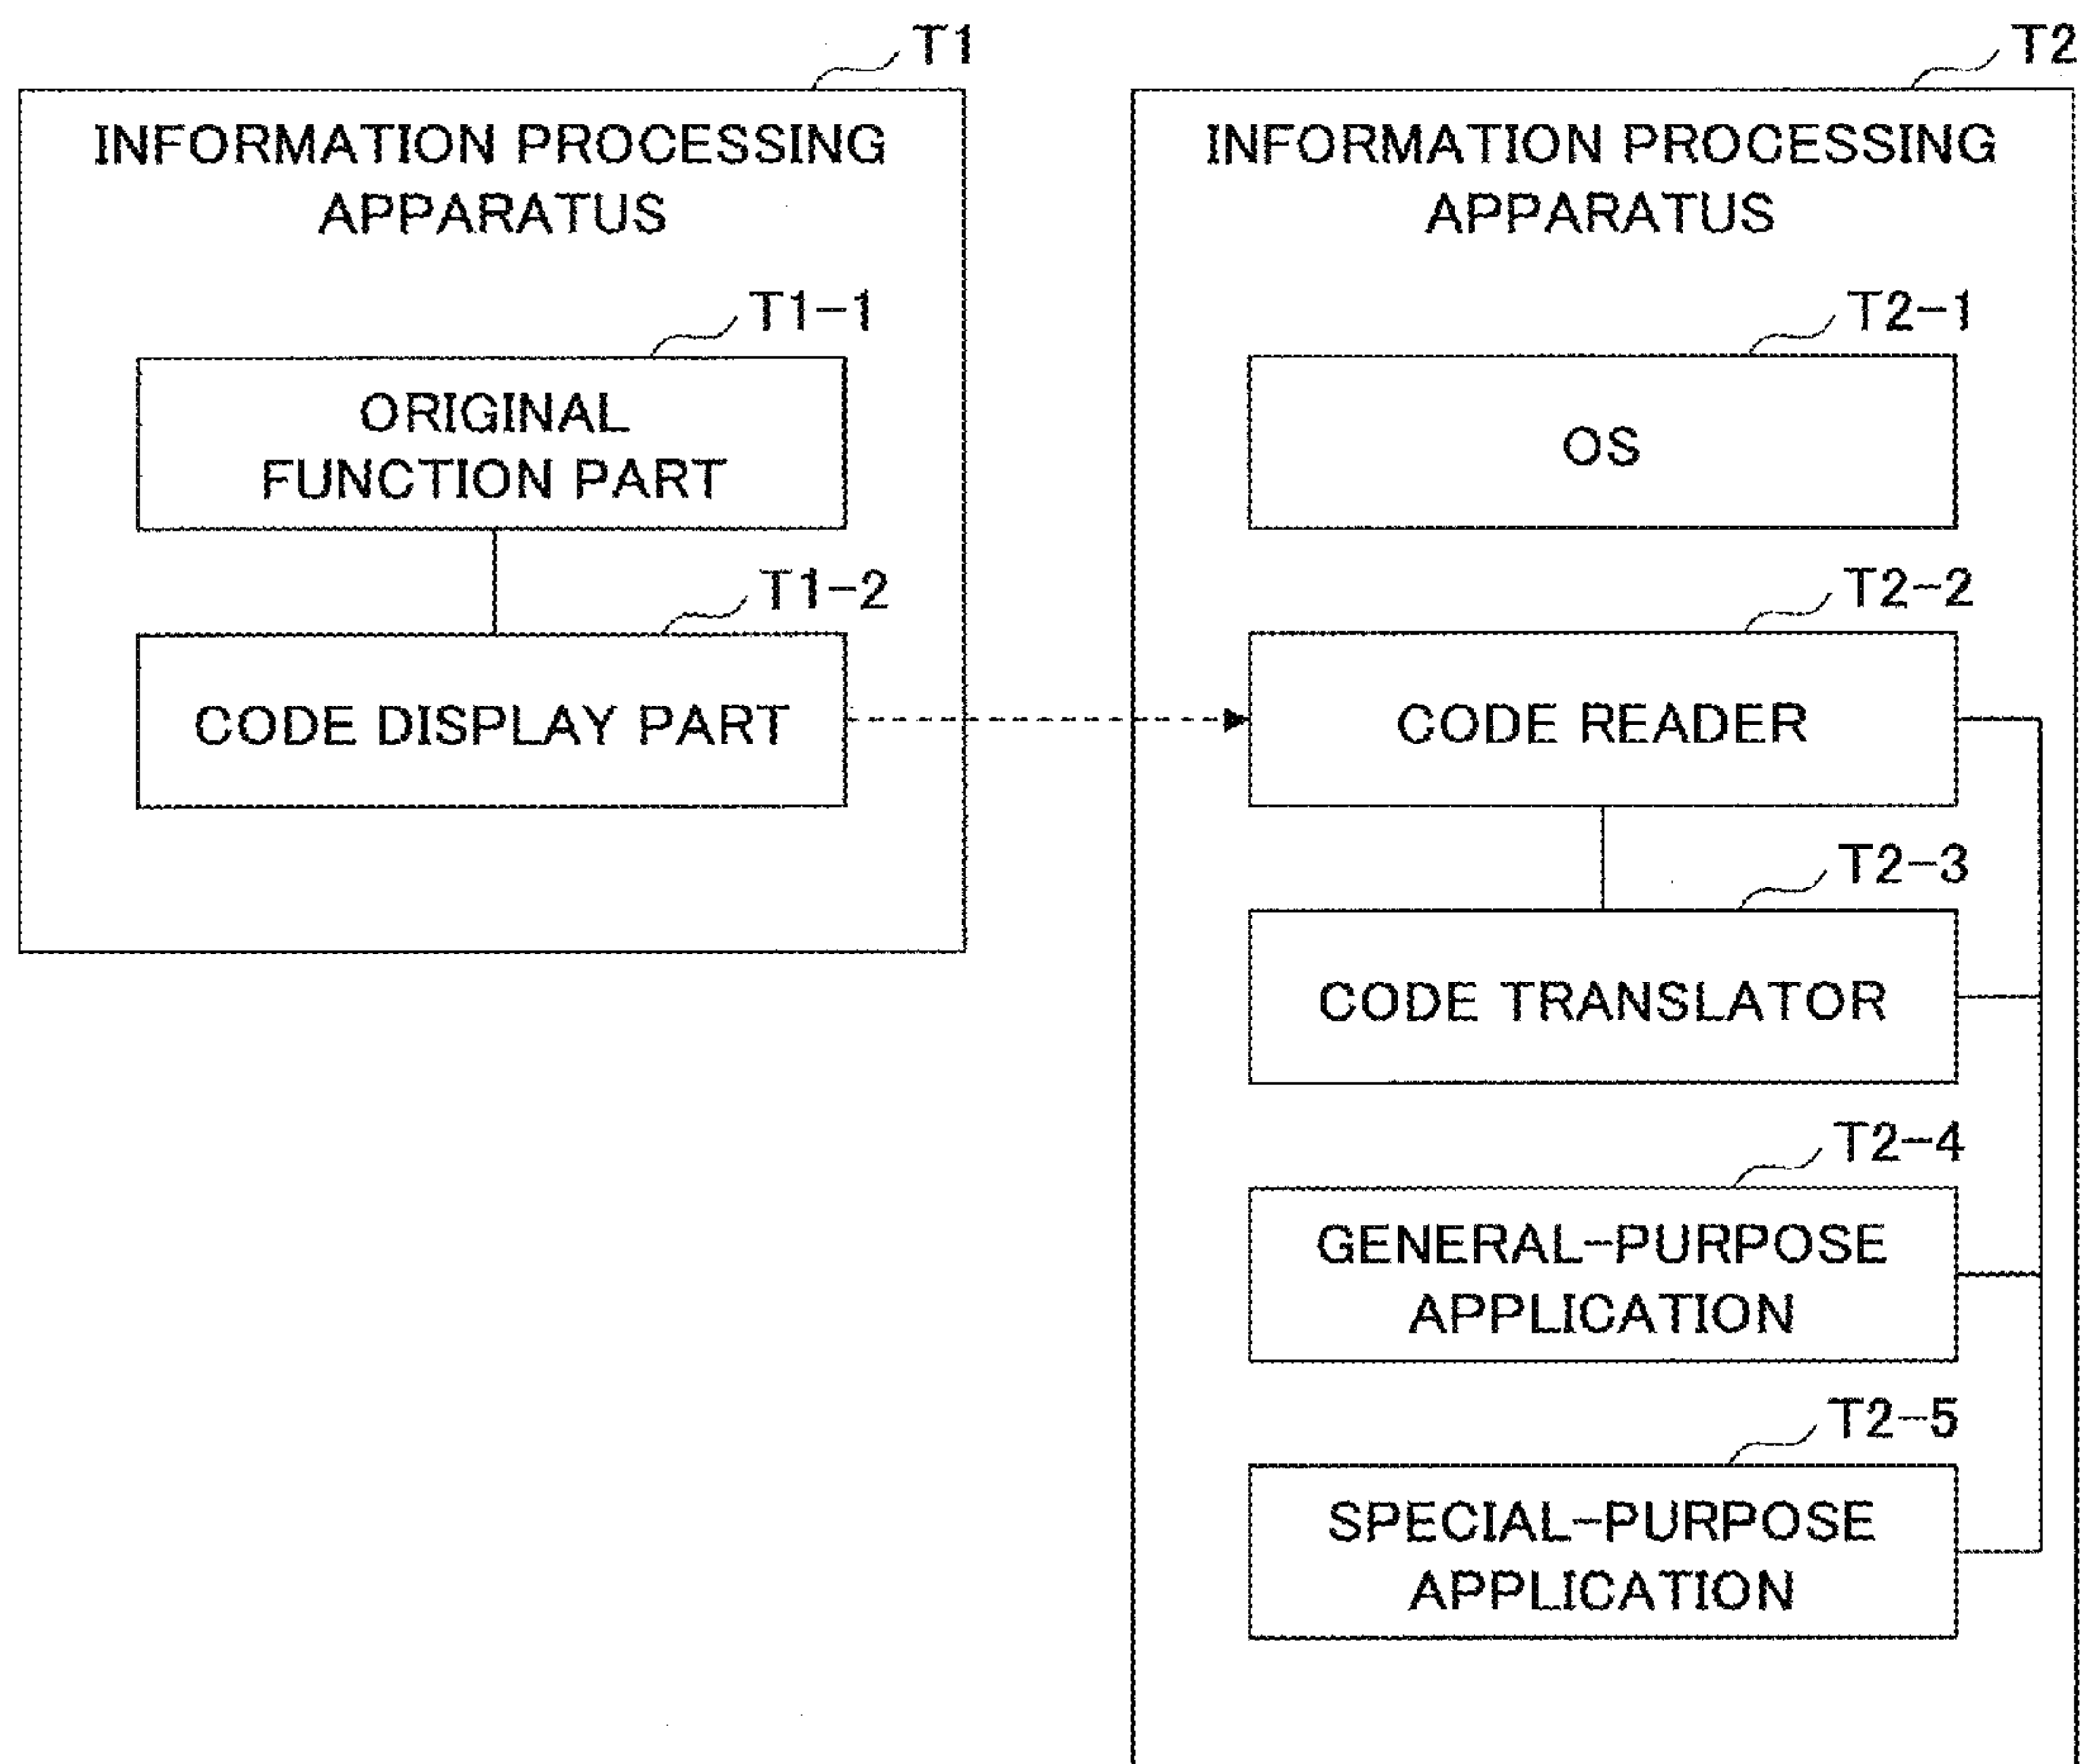 T1
INFORMATION PROCESSING
APPARATUS
T1-1
ORIGINAL
FUNCTION PART
T1-2
CODE DISPLAY PART
T2
INFORMATION PROCESSING
APPARATUS
T2-1
OS
T2-2
CODE READER
T2-3
CODE TRANSLATOR
T2-4
GENERAL-PURPOSE
APPLICATION
T2-5
SPECIAL-PURPOSE
APPLICATION